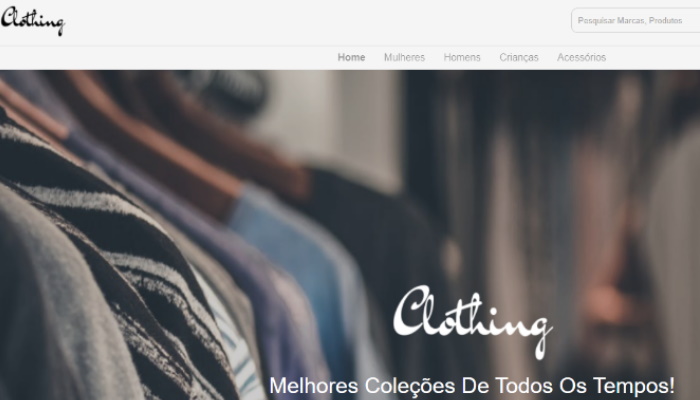 Clothing
Pesquisar Marcas, Produtos
Home Mulheres Homens Crianças Acessórios
Clothing
Melhores Coleções De Todos Os Tempos!